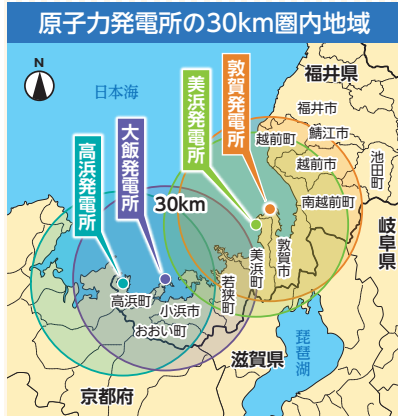 原子力発電所の30km圏内地域
N
日本海
福井県
福井市
敦賀発電所
美浜発電所
越前町
鯖江市
大飯発電所
越前市
池田町
高浜発電所
30km
南越前町
岐阜県
美浜町
敦賀市
若狭町
高浜町
小浜市
おおい町
琵琶湖
滋賀県
京都府